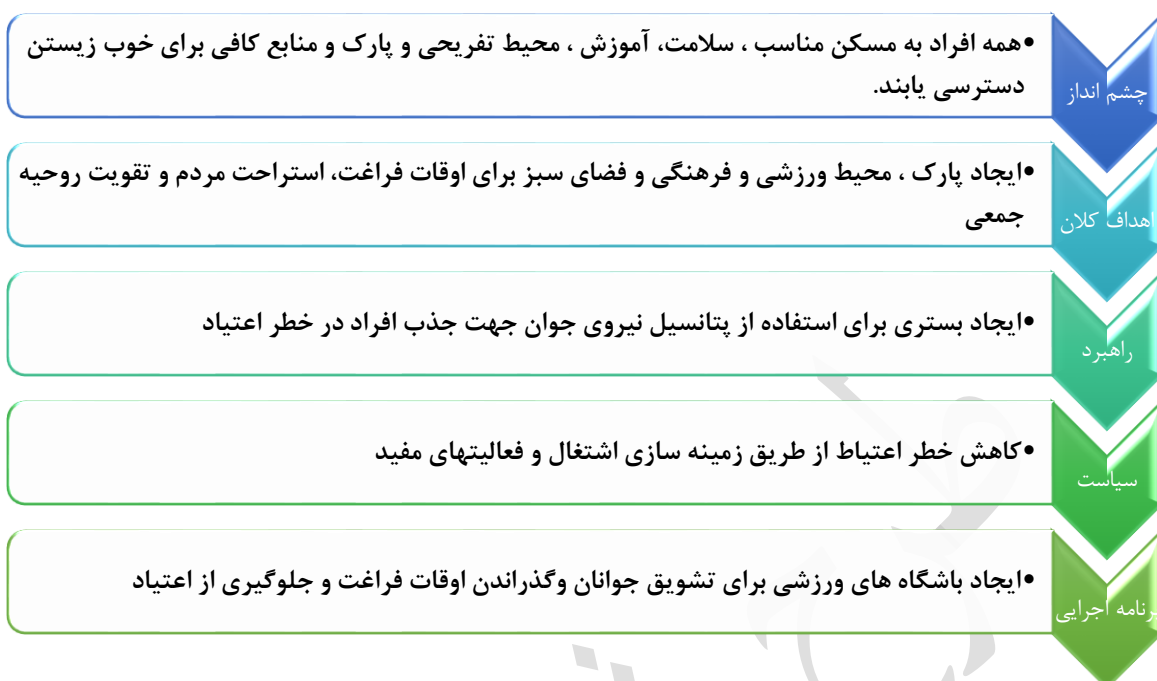 چشم انداز
•همه افراد به مسکن مناسب ، سلامت، آموزش ، محیط تفریحی و پارک و منابع کافی برای خوب زیستن
دسترسی یابند.
اهداف کلان
•ایجاد پارک ، محیط ورزشی و فرهنگی و فضای سبز برای اوقات فراغت، استراحت مردم و تقویت روحیه
جمعی
راهبرد
•ایجاد بستری برای استفاده از پتانسیل نیروی جوان جهت جذب افراد در خطر اعتیاد
سیاست
•کاهش خطر اعتیاط از طریق زمینه سازی اشتغال و فعالیتهای مفید
برنامه اجرایی
•ایجاد باشگاه های ورزشی برای تشویق جوانان وگذراندن اوقات فراغت و جلوگیری از اعتیاد